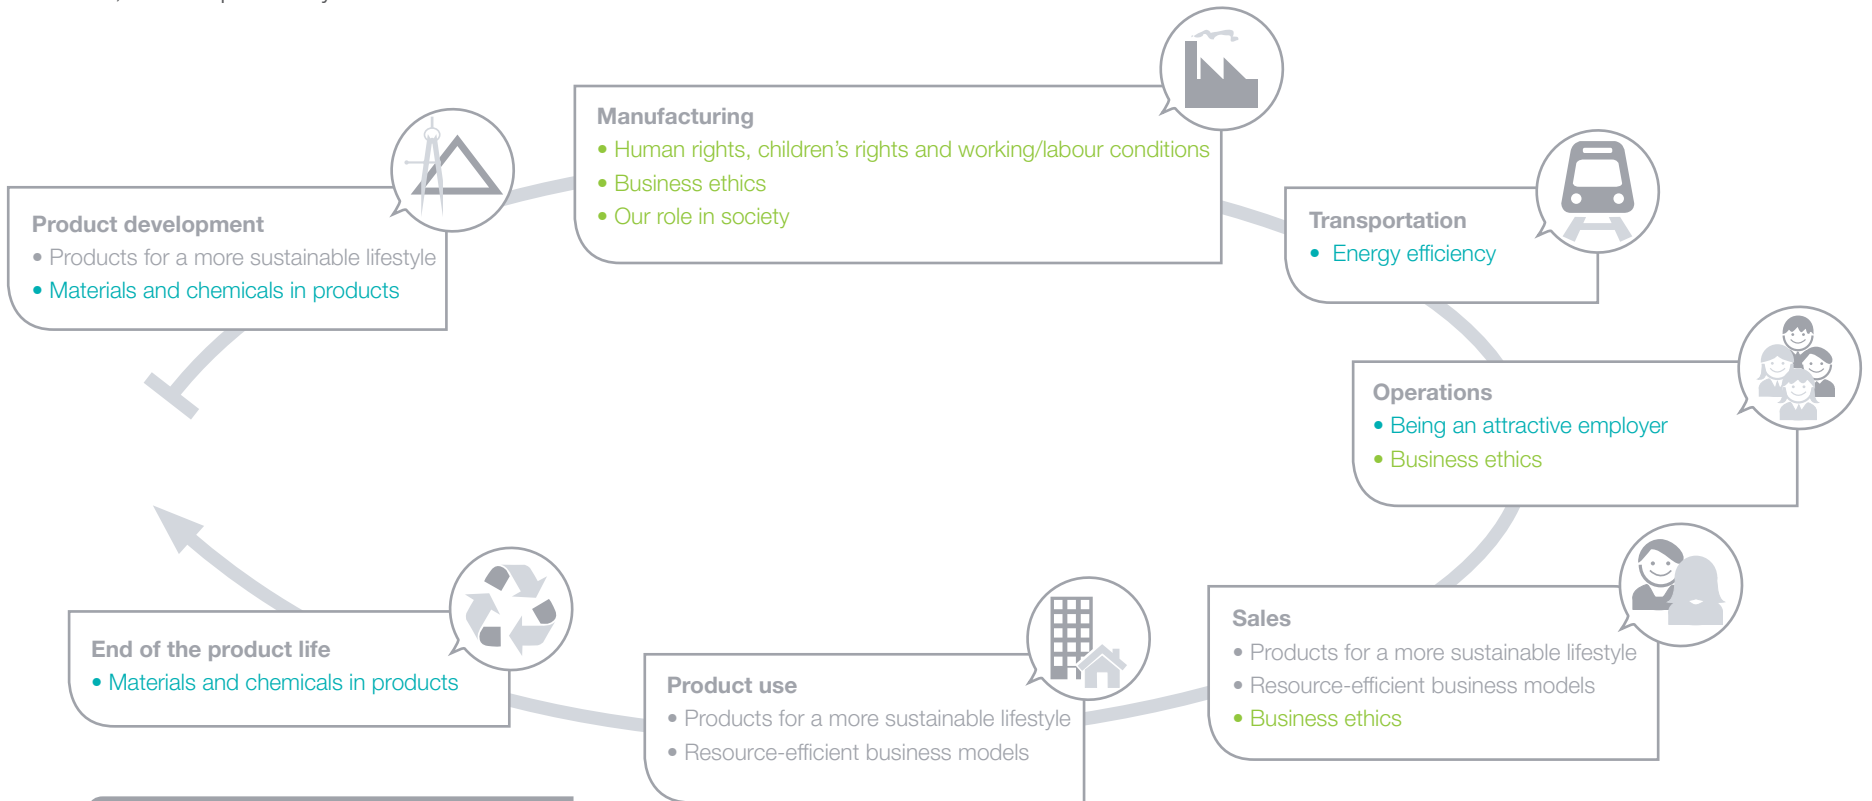 Product development
• Products for a more sustainable lifestyle
• Materials and chemicals in products
Manufacturing
• Human rights, children’s rights and working/labour conditions
• Business ethics
• Our role in society
Transportation
• Energy efficiency
Operations
• Being an attractive employer
• Business ethics
Sales
• Products for a more sustainable lifestyle
• Resource-efficient business models
• Business ethics
Product use
• Products for a more sustainable lifestyle
• Resource-efficient business models
End of the product life
• Materials and chemicals in products